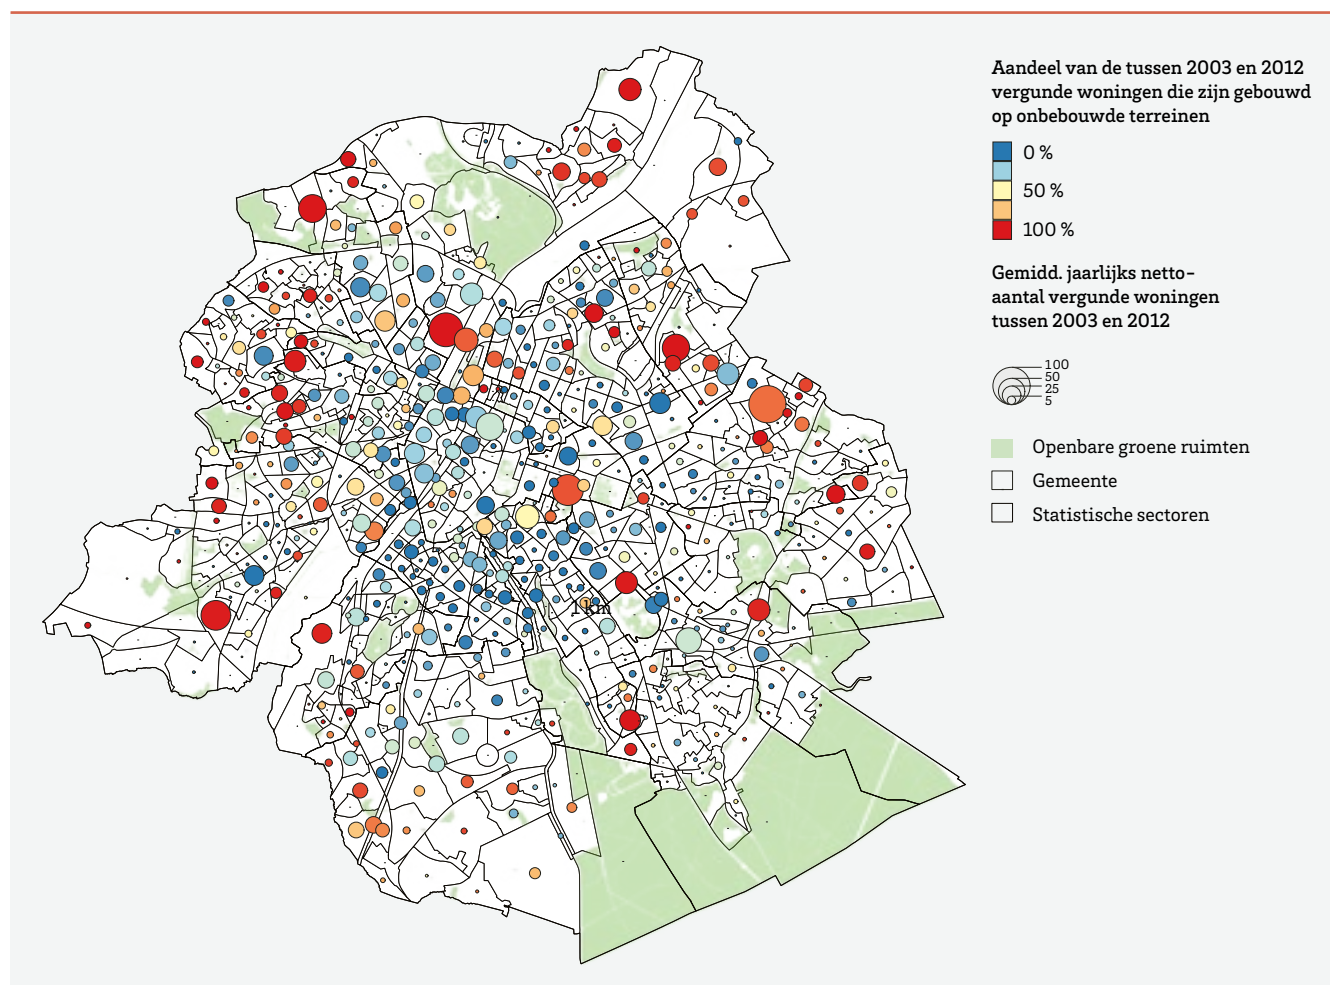 Aandeel van de tussen 2003 en 2012
vergunde woningen die zijn gebouwd
op onbebouwde terreinen
0 %
50 %
100 %
Gemidd. jaarlijks netto-
aantal vergunde woningen
tussen 2003 en 2012
100
50
25
5
Openbare groene ruimten
Gemeente
Statistische sectoren
1 km